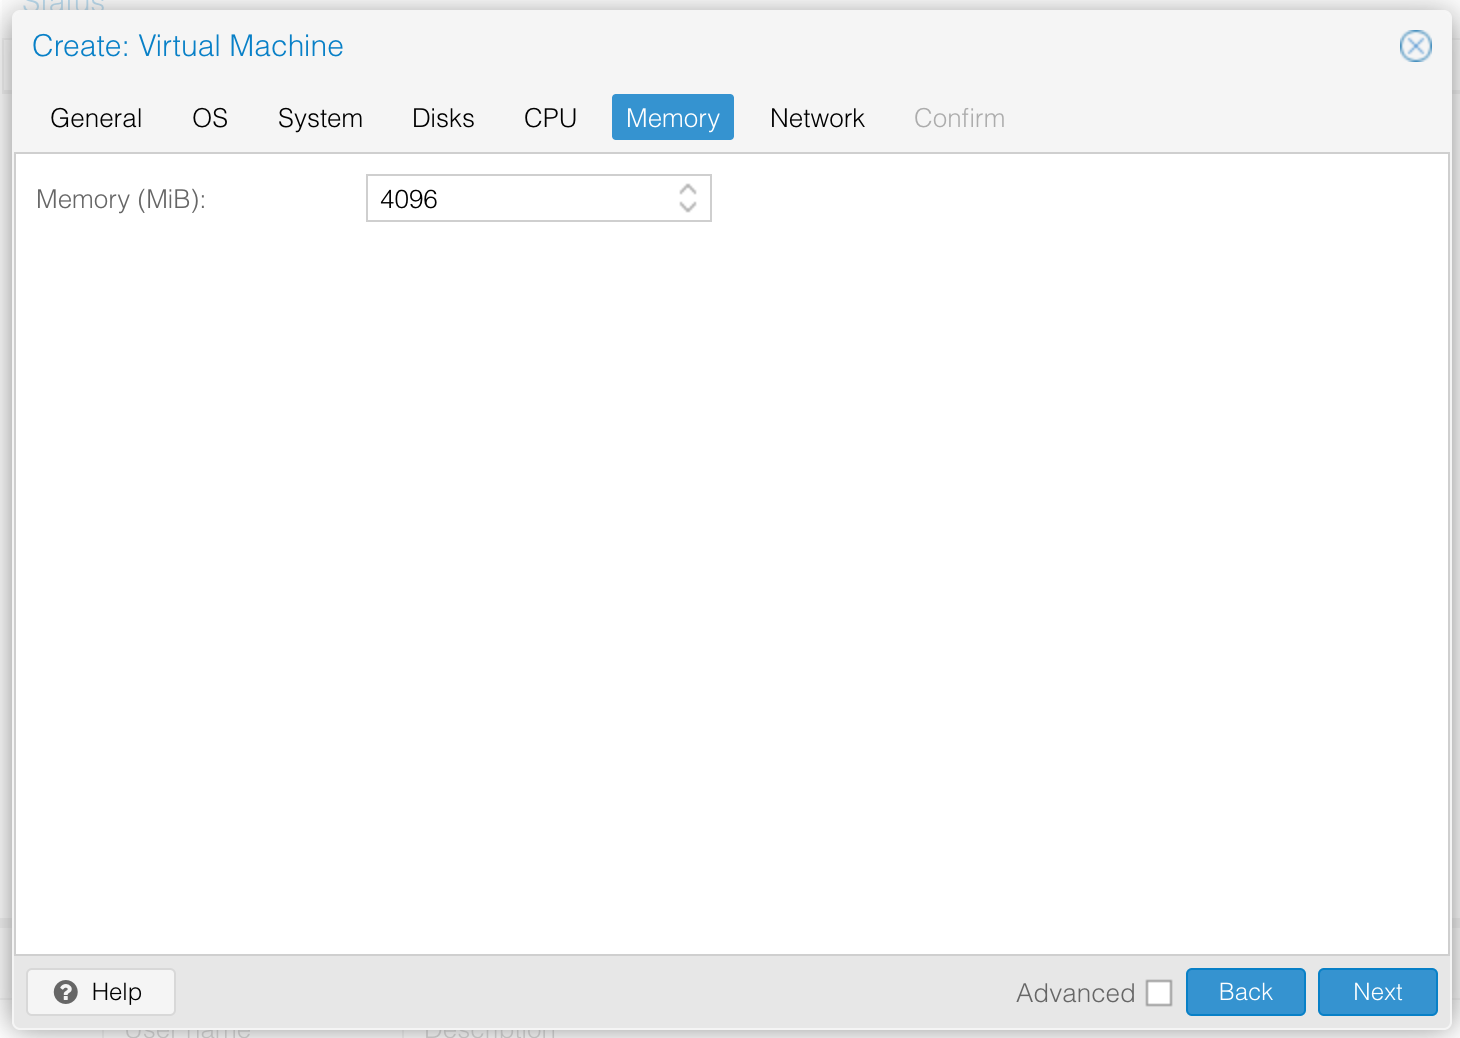 Status
Create: Virtual Machine
General OS System Disks CPU Memory Network Confirm
Memory (MiB): 4096
Help Advanced Back Next
User name Description